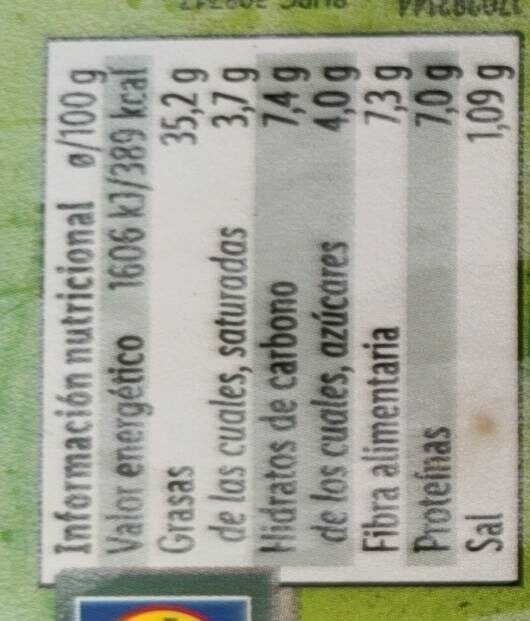 Información nutricional ø/100 g
Valor energético 1606 kJ/389 kcal
Grasas 35,2 g
de las cuales, saturadas 3,7 g
Hidratos de carbono 7,4 g
de los cuales, azúcares 4,0 g
Fibra alimentaria 7,3 g
Proteínas 7,0 g
Sal 1,09 g